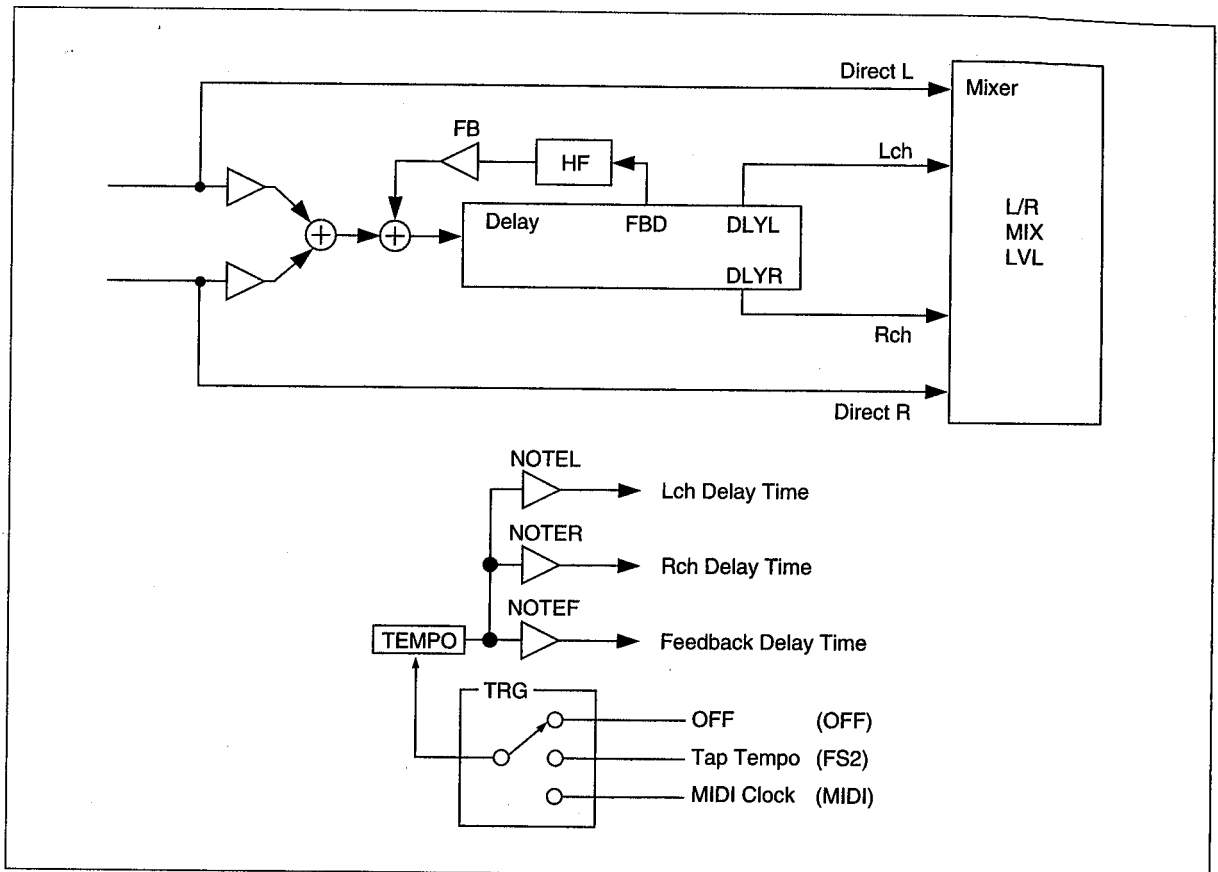 Direct L
Mixer
FB
HF
Lch
Delay
FBD
DLYL
L/R
MIX
LVL
+
+
DLYR
Rch
Direct R
NOTEL
Lch Delay Time
NOTER
Rch Delay Time
NOTEF
TEMPO
Feedback Delay Time
TRG
OFF (OFF)
Tap Tempo (FS2)
MIDI Clock (MIDI)